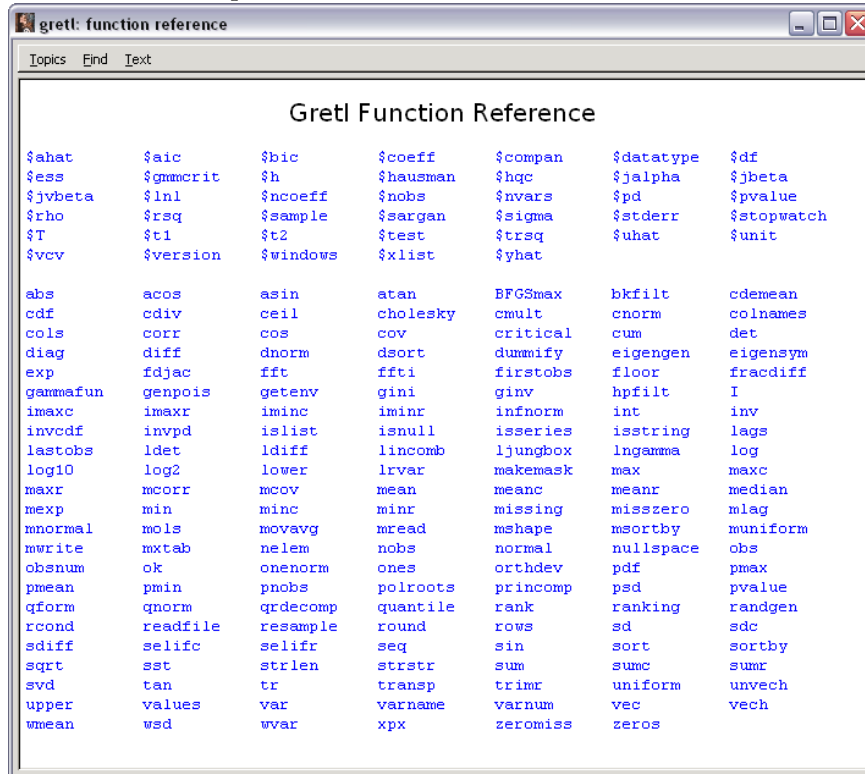 gretl: function reference
Topics Find Text
Gretl Function Reference
$ahat $aic $bic $coeff $compan $datatype $df
$ess $gmmcrit $h $hausman $hqc $jalpha $jbeta
$jvbeta $lnl $ncoeff $nobs $nvars $pd $pvalue
$rho $rsq $sample $sargan $sigma $stderr $stopwatch
$T $t1 $t2 $test $trsq $uhat $unit
$vcv $version $windows $xlist $yhat
abs acos asin atan BFGSmax bkfilt cdemean
cdf cdiv ceil cholesky cmult cnorm colnames
cols corr cos cov critical cum det
diag diff dnorm dsort dummify eigengen eigensym
exp fdjac fft ffti firstobs floor fracdiff
gammafun genpois getenv gini ginv hpfilt I
imaxc imaxr iminc iminr infnorm int inv
invcdf invpd islist isnull isseries isstring lags
lastobs ldet ldiff lincomb ljungbox lngamma log
log10 log2 lower lrvar makemask max maxc
maxr mcorr mcov mean meanc meanr median
mexp min minc minr missing misszero mlag
mnormal mols movavg mread mshape msortby muniform
mwrite mxtab nelem nobs normal nullspace obs
obsnum ok onenorm ones orthdev pdf pmax
pmean pmin pnobs polroots princomp psd pvalue
qform qnorm qrdecomp quantile rank ranking randgen
rcond readfile resample round rows sd sdc
sdiff selifc selifr seq sin sort sortby
sqrt sst strlen strstr sum sumc sumr
svd tan tr transp trimr uniform unvech
upper values var varname varnum vec vech
wmean wsd wvar xpx zeromiss zeros